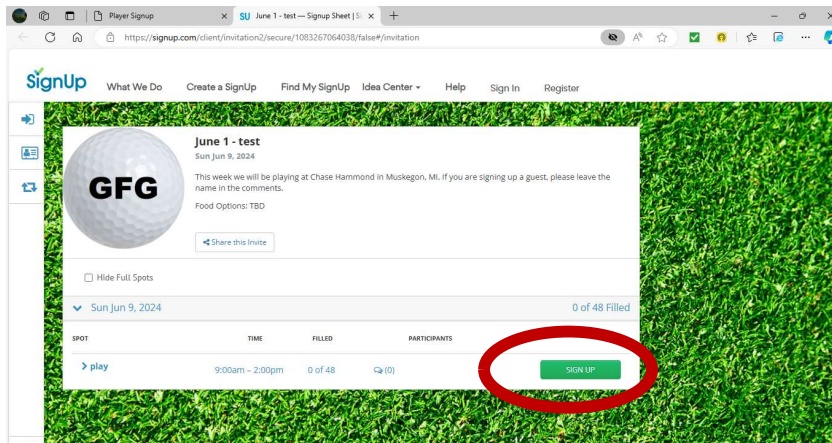 Player Signup
SU June 1 - test — Signup Sheet | Si
https://signup.com/client/invitation2/secure/1083267064038/false#/invitation
SignUp
What We Do Create a SignUp Find My SignUp Idea Center Help Sign In Register
GFG
June 1 - test
Sun Jun 9, 2024
This week we will be playing at Chase Hammond in Muskegon, MI. If you are signing up a guest, please leave the
name in the comments.
Food Options: TBD
Share this Invite
Hide Full Spots
Sun Jun 9, 2024 0 of 48 Filled
SPOT TIME FILLED PARTICIPANTS
play 9:00am – 2:00pm 0 of 48 (0) SIGN UP